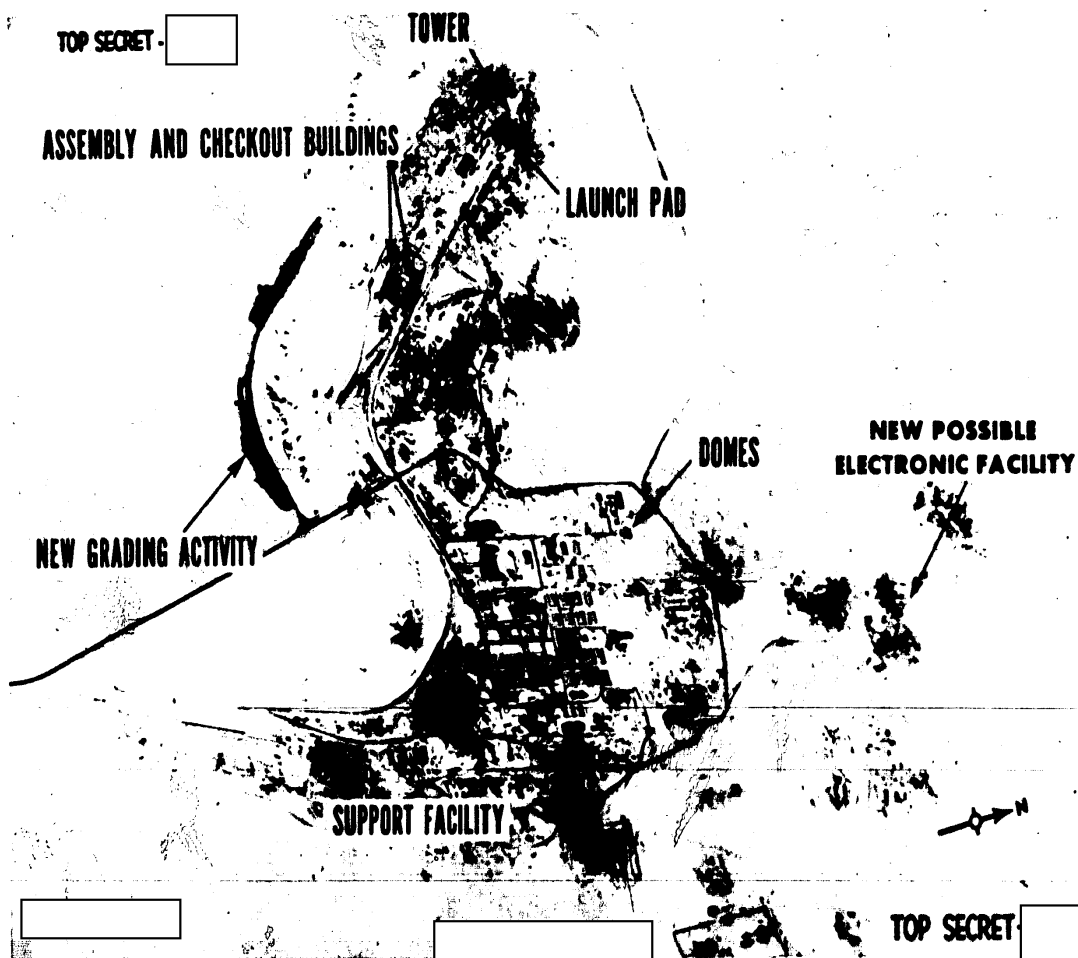 TOP SECRET -
TOWER
ASSEMBLY AND CHECKOUT BUILDINGS
LAUNCH PAD
NEW POSSIBLE
ELECTRONIC FACILITY
DOMES
NEW GRADING ACTIVITY
SUPPORT FACILITY
N
TOP SECRET